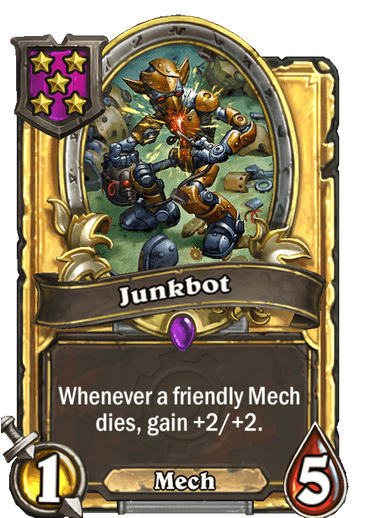 Junkbot
Whenever a friendly Mech
dies, gain +2/+2.
1
Mech
5